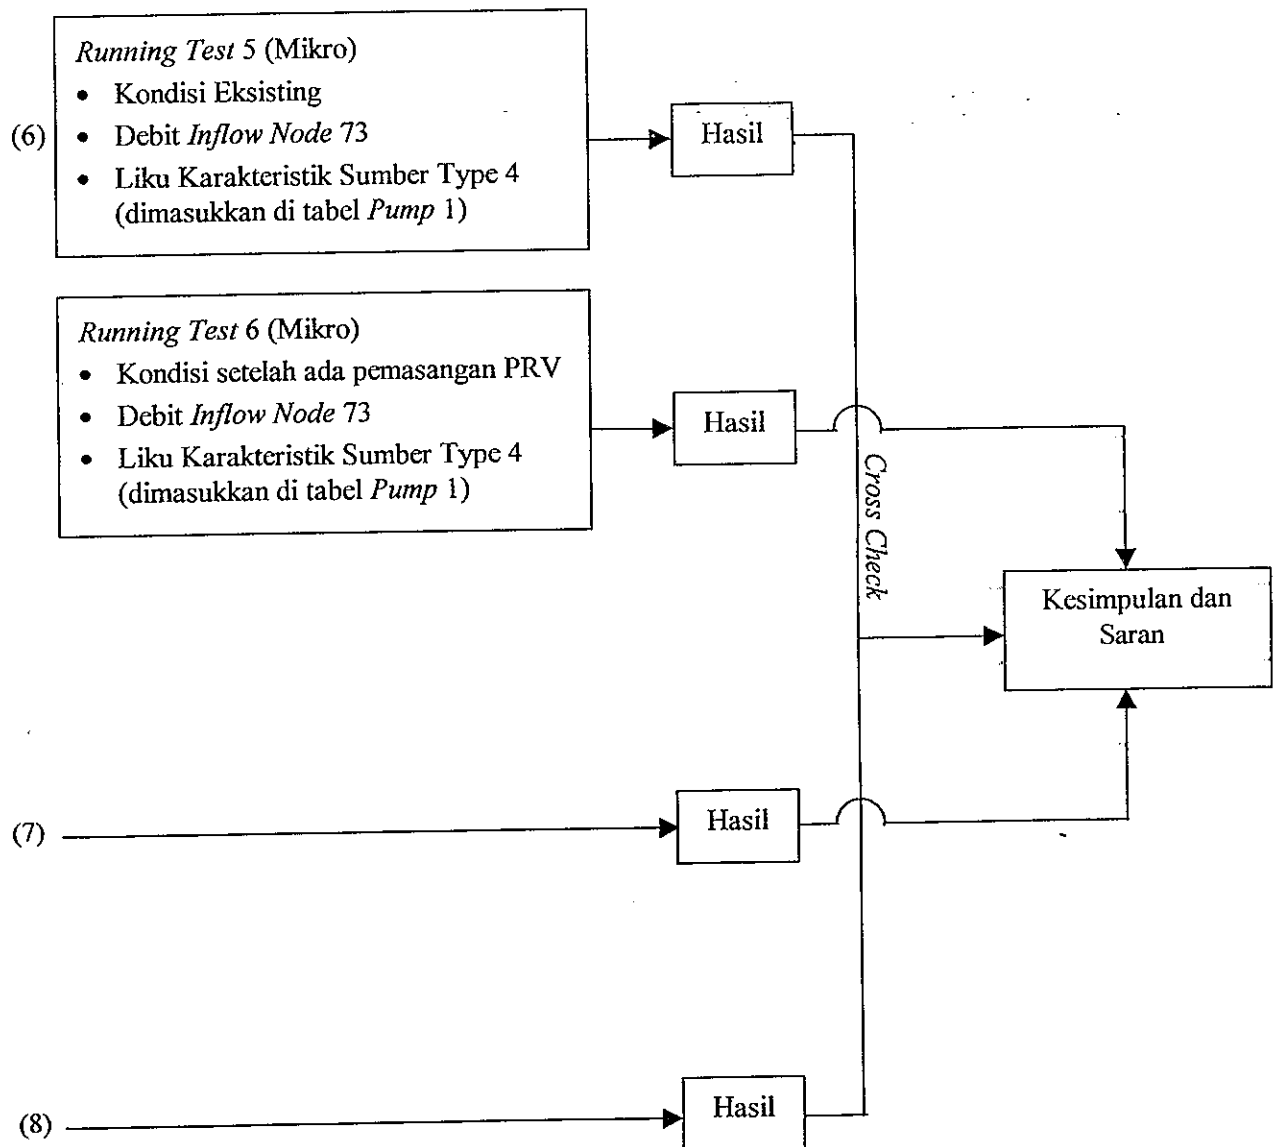 Running Test 5 (Mikro)
• Kondisi Eksisting
(6)
• Debit Inflow Node 73
• Liku Karakteristik Sumber Type 4
(dimasukkan di tabel Pump 1)
Hasil
Running Test 6 (Mikro)
• Kondisi setelah ada pemasangan PRV
• Debit Inflow Node 73
• Liku Karakteristik Sumber Type 4
(dimasukkan di tabel Pump 1)
Hasil
Cross Check
Kesimpulan dan
Saran
(7)
Hasil
(8)
Hasil